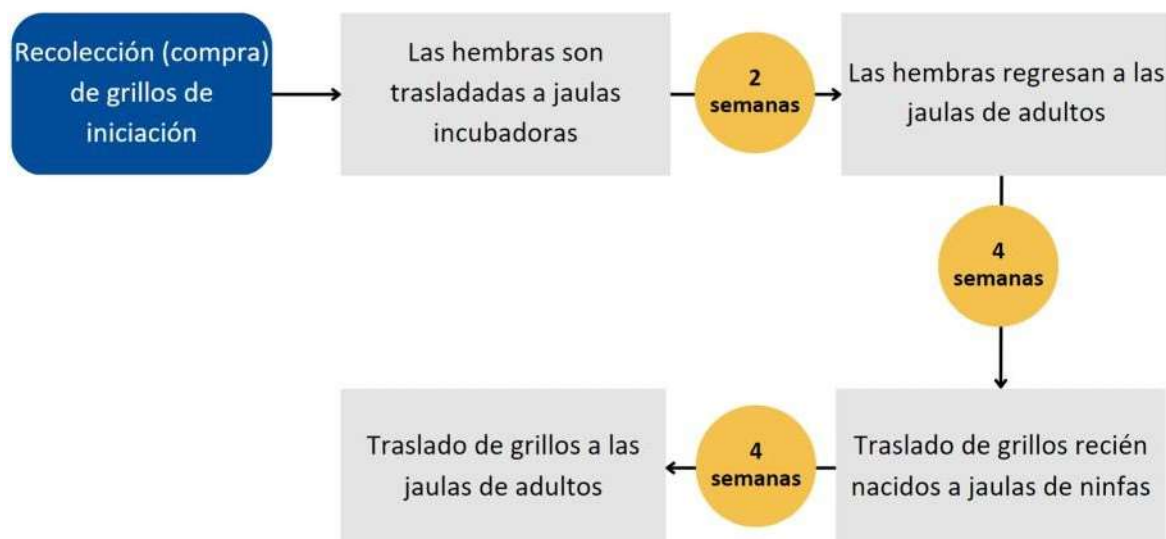 Recolección (compra)
de grillos de
iniciación
Las hembras son
trasladadas a jaulas
incubadoras
2
semanas
Las hembras regresan a las
jaulas de adultos
4
semanas
Traslado de grillos recién
nacidos a jaulas de ninfas
4
semanas
Traslado de grillos a las
jaulas de adultos